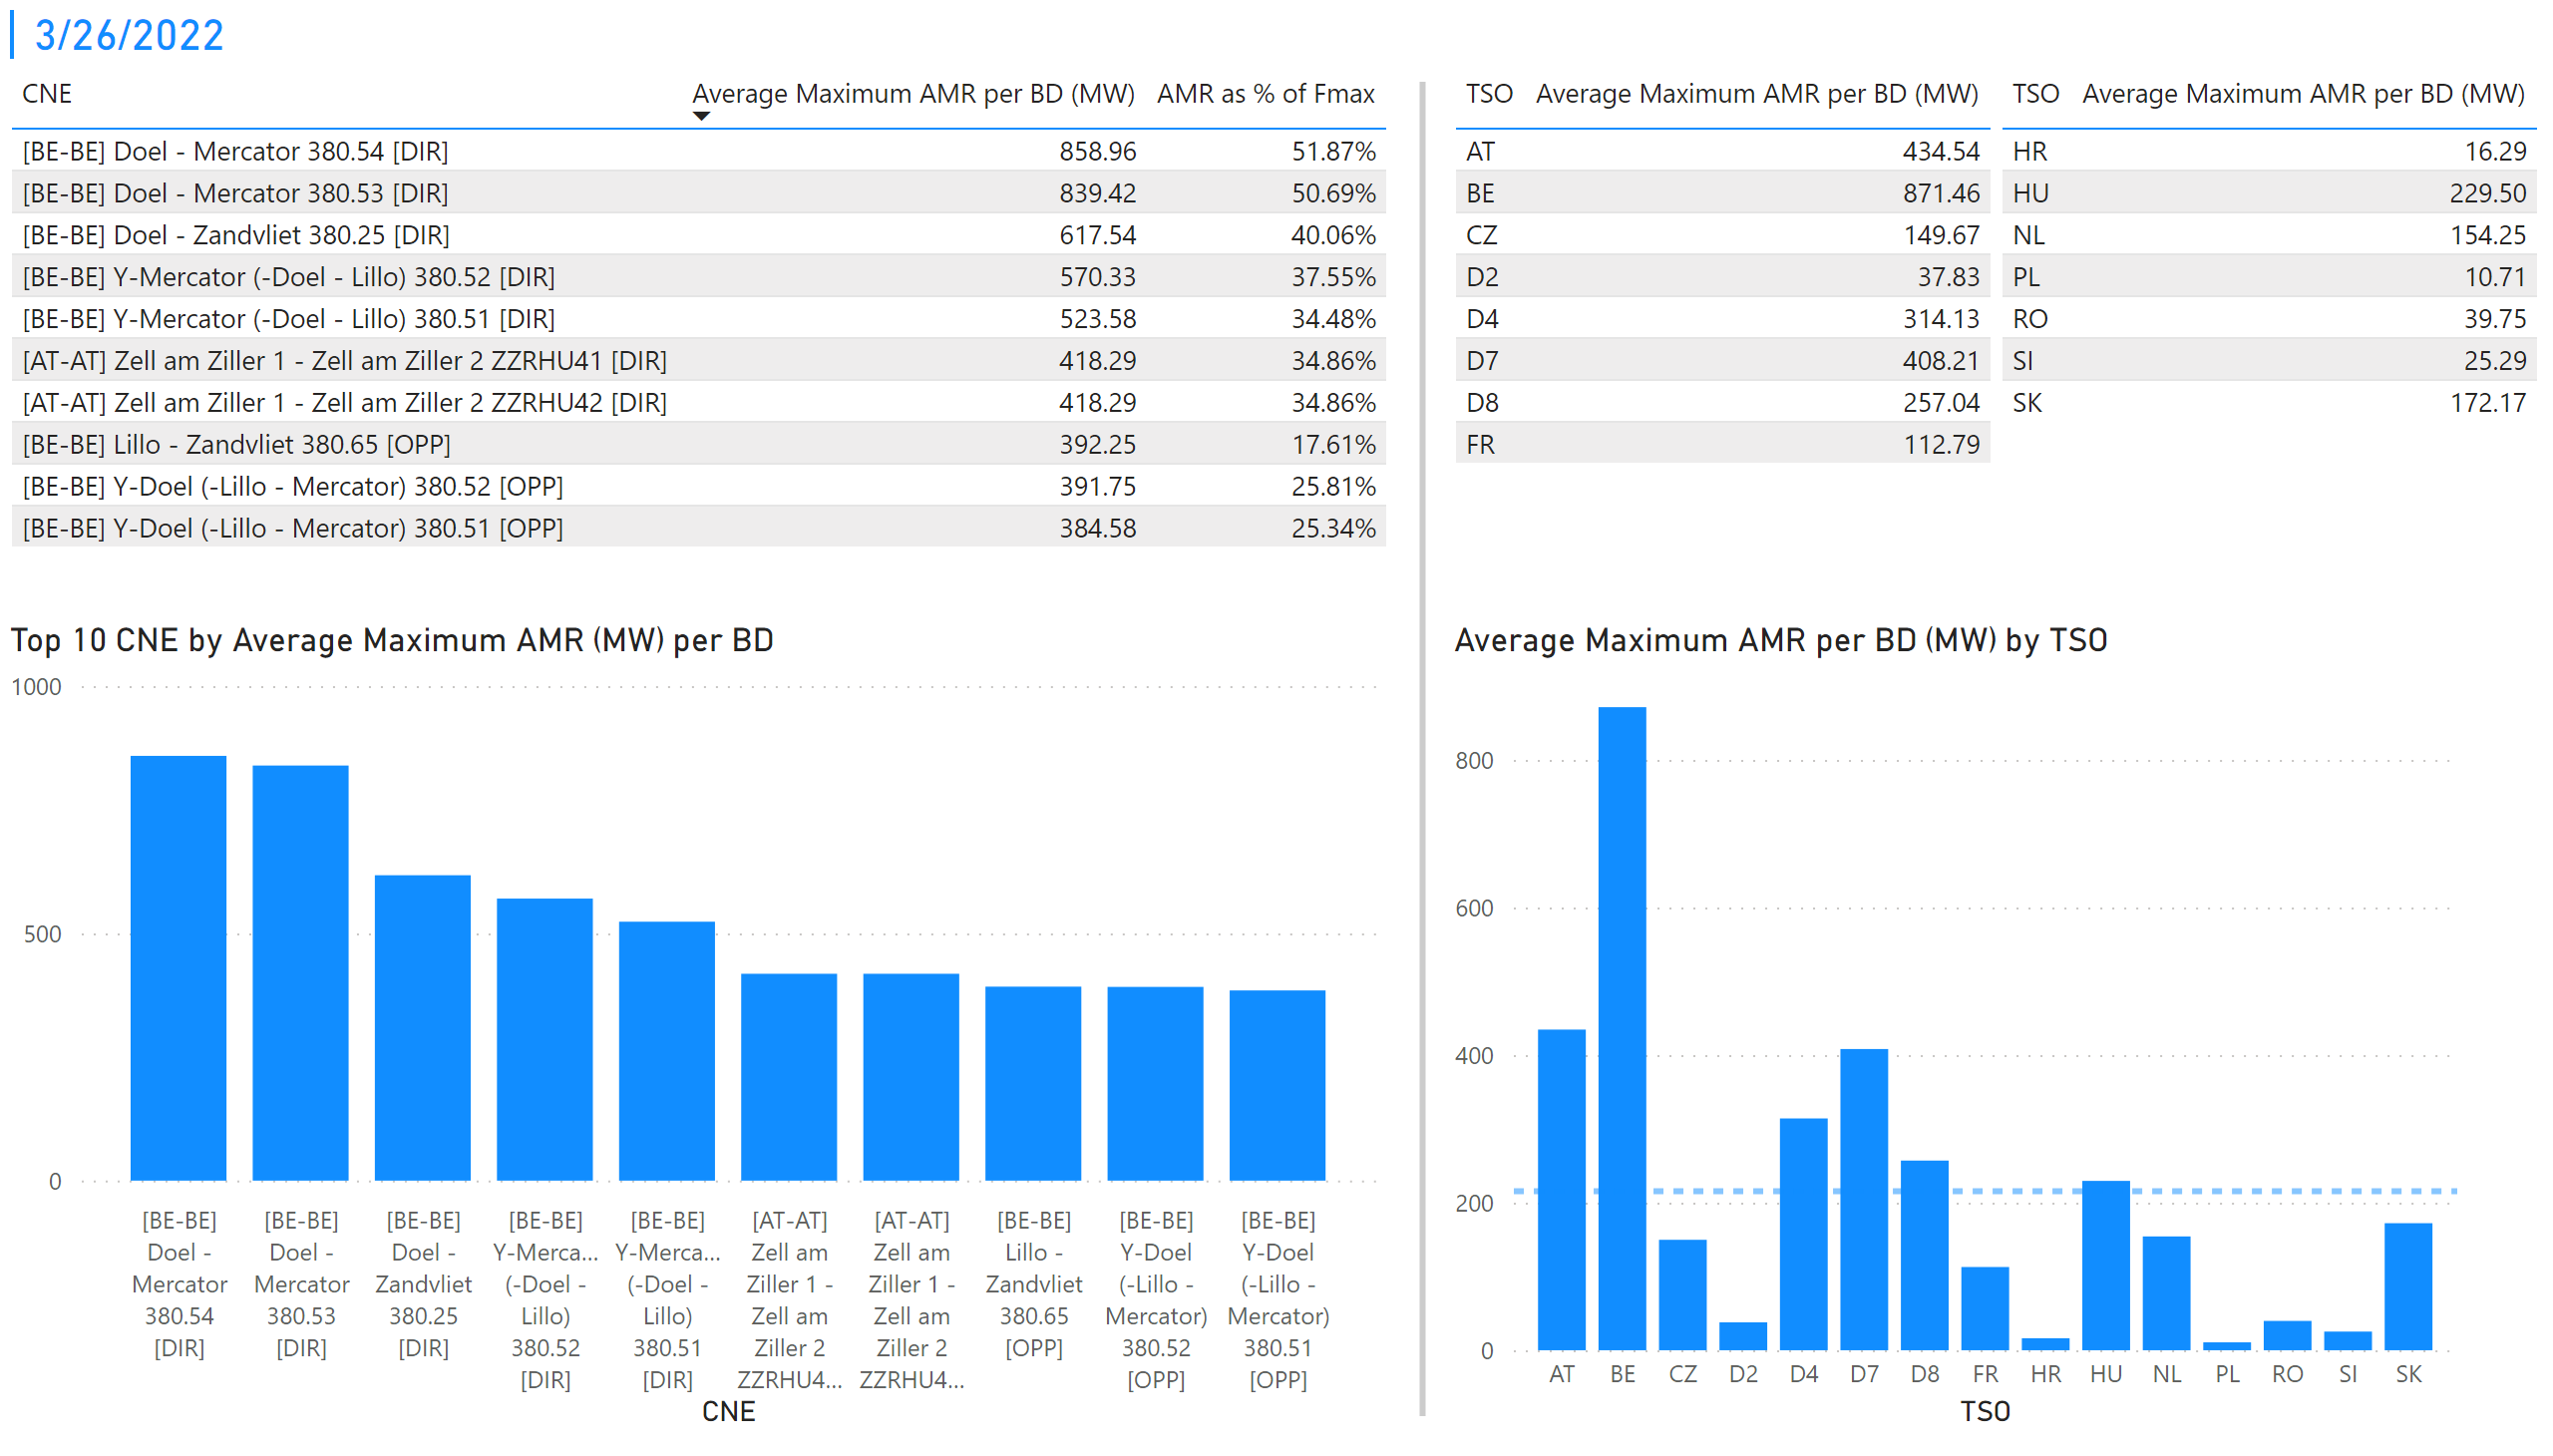 3/26/2022
CNE Average Maximum AMR per BD (MW) AMR as % of Fmax
[BE-BE] Doel - Mercator 380.54 [DIR] 858.96 51.87%
[BE-BE] Doel - Mercator 380.53 [DIR] 839.42 50.69%
[BE-BE] Doel - Zandvliet 380.25 [DIR] 617.54 40.06%
[BE-BE] Y-Mercator (-Doel - Lillo) 380.52 [DIR] 570.33 37.55%
[BE-BE] Y-Mercator (-Doel - Lillo) 380.51 [DIR] 523.58 34.48%
[AT-AT] Zell am Ziller 1 - Zell am Ziller 2 ZZRHU41 [DIR] 418.29 34.86%
[AT-AT] Zell am Ziller 1 - Zell am Ziller 2 ZZRHU42 [DIR] 418.29 34.86%
[BE-BE] Lillo - Zandvliet 380.65 [OPP] 392.25 17.61%
[BE-BE] Y-Doel (-Lillo - Mercator) 380.52 [OPP] 391.75 25.81%
[BE-BE] Y-Doel (-Lillo - Mercator) 380.51 [OPP] 384.58 25.34%
TSO Average Maximum AMR per BD (MW)
AT 434.54
BE 871.46
CZ 149.67
D2 37.83
D4 314.13
D7 408.21
D8 257.04
FR 112.79
TSO Average Maximum AMR per BD (MW)
HR 16.29
HU 229.50
NL 154.25
PL 10.71
RO 39.75
SI 25.29
SK 172.17
Top 10 CNE by Average Maximum AMR (MW) per BD
1000
500
0
[BE-BE]
Doel -
Mercator
380.54
[DIR]
[BE-BE]
Doel -
Mercator
380.53
[DIR]
[BE-BE]
Doel -
Zandvliet
380.25
[DIR]
[BE-BE]
Y-Merca...
(-Doel -
Lillo)
380.52
[DIR]
[BE-BE]
Y-Merca...
(-Doel -
Lillo)
380.51
[DIR]
[AT-AT]
Zell am
Ziller 1 -
Zell am
Ziller 2
ZZRHU4...
[AT-AT]
Zell am
Ziller 1 -
Zell am
Ziller 2
ZZRHU4...
[BE-BE]
Lillo -
Zandvliet
380.65
[OPP]
[BE-BE]
Y-Doel
(-Lillo -
Mercator)
380.52
[OPP]
[BE-BE]
Y-Doel
(-Lillo -
Mercator)
380.51
[OPP]
CNE
Average Maximum AMR per BD (MW) by TSO
800
600
400
200
0
AT BE CZ D2 D4 D7 D8 FR HR HU NL PL RO SI SK
TSO